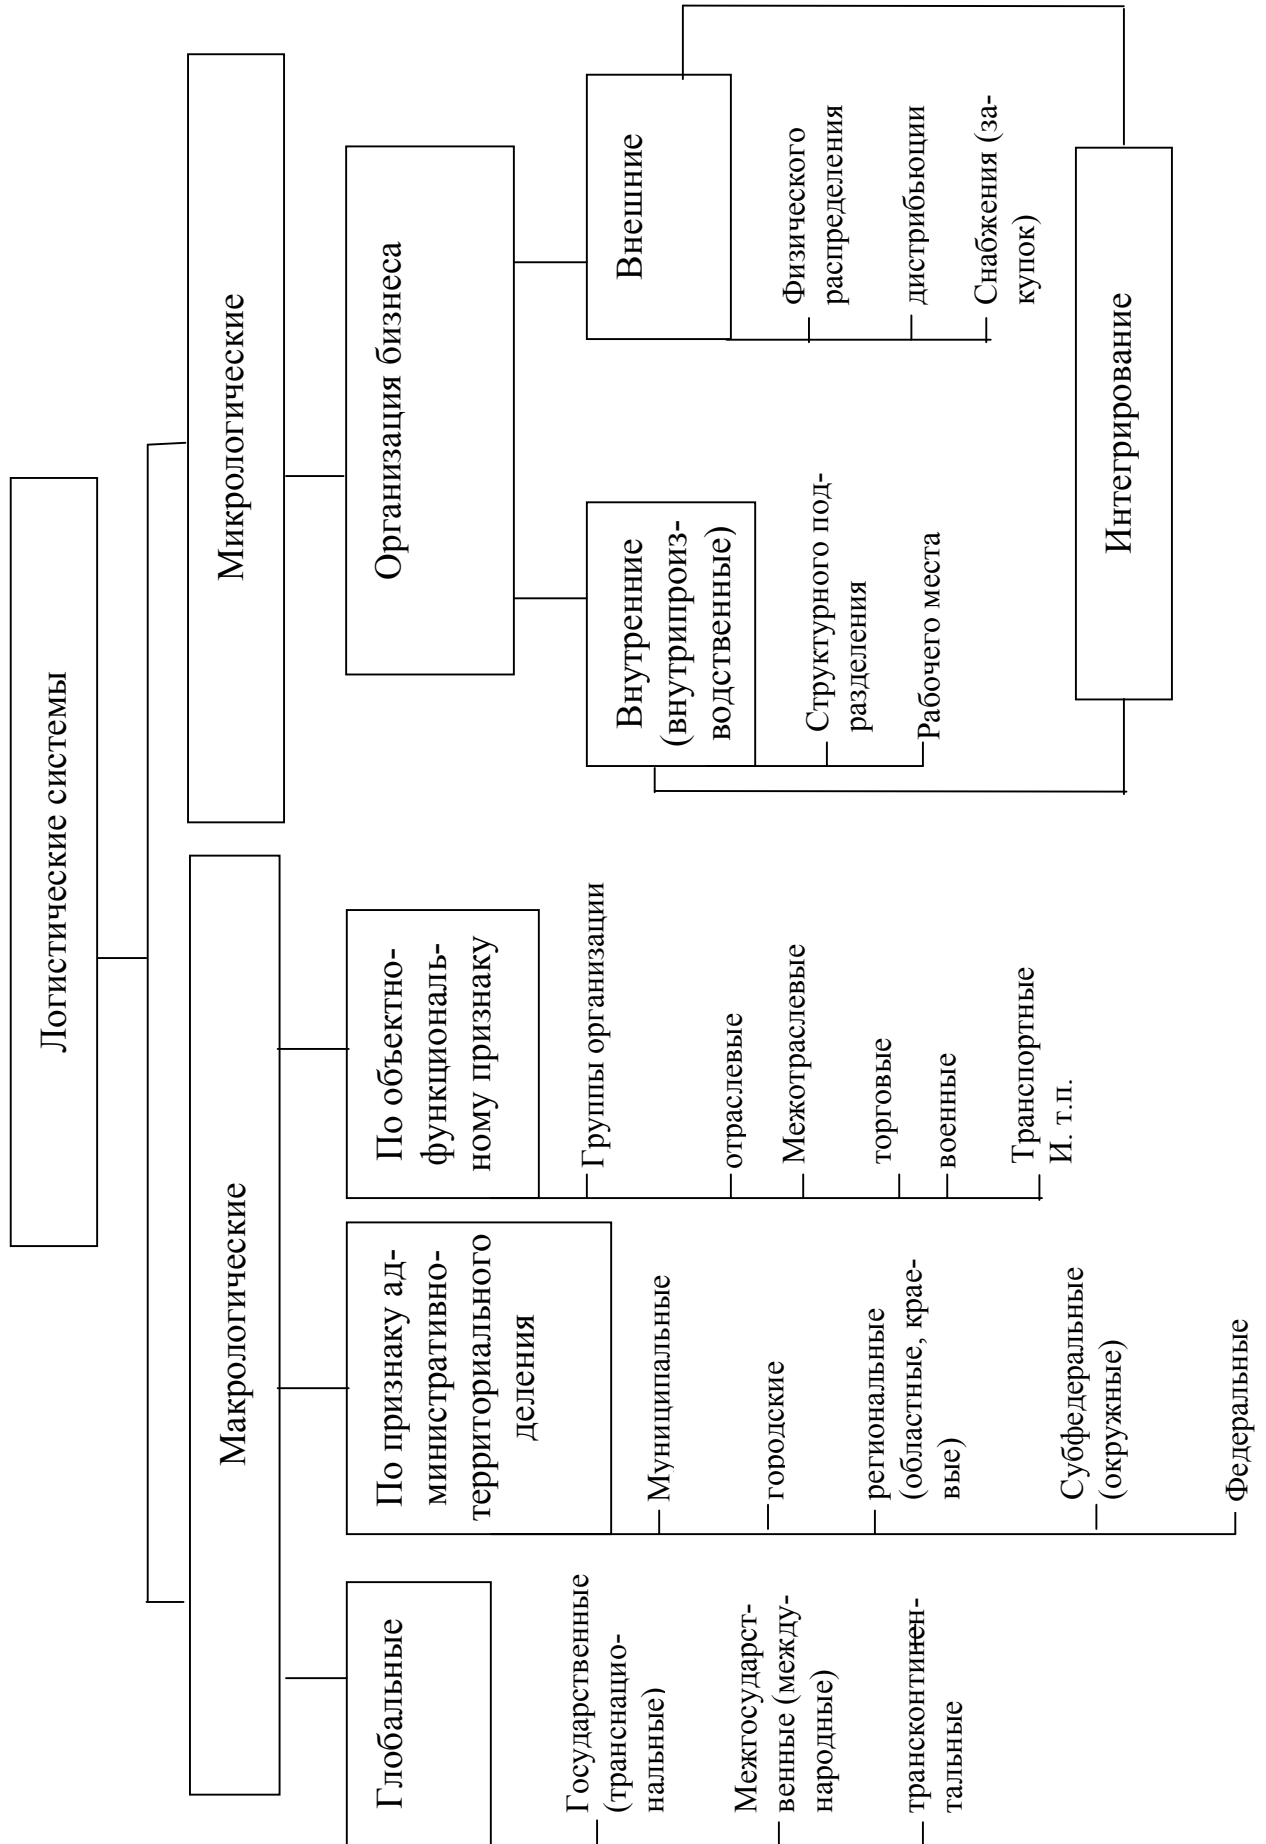 Логистические системы
Макрологические
Микрологические
Глобальные
По признаку ад-
министративно-
территориального
деления
По объектно-
функциональ-
ному признаку
Организация бизнеса
Государственные
(транснацио-
нальные)
Межгосударст-
венные (между-
народные)
трансконтинен-
тальные
Муниципальные
городские
региональные
(областные, крае-
вые)
Субфедеральные
(окружные)
Федеральные
Группы организации
отраслевые
Межотраслевые
торговые
военные
Транспортные
И. т.п.
Внутренние
(внутрипроиз-
водственные)
Структурного под-
разделения
Рабочего места
Внешние
Физического
распределения
дистрибьюции
Снабжения (за-
купок)
Интегрирование